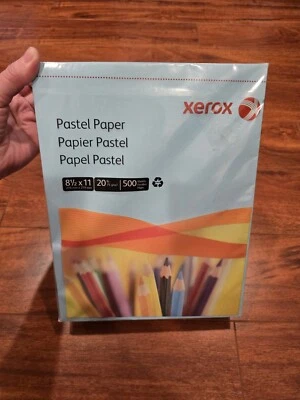 xerox
Pastel Paper
Papier Pastel
Papel Pastel
8½ x 11 20 500